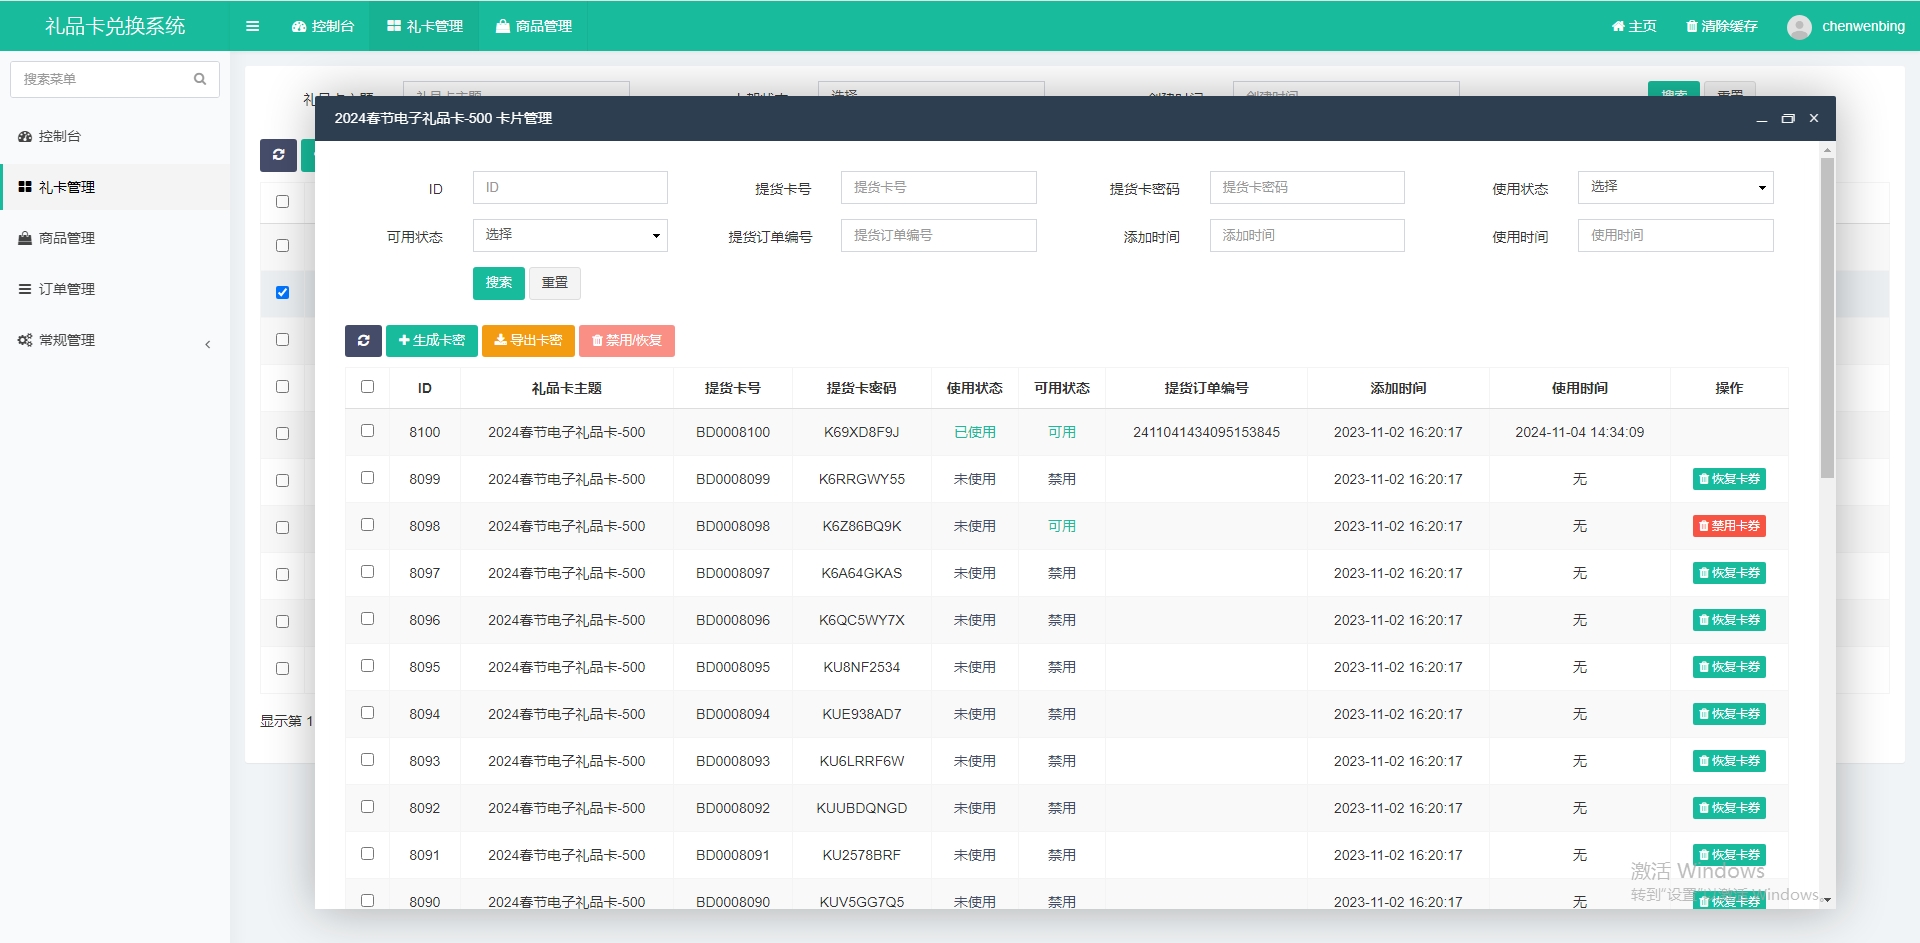 礼品卡兑换系统 控制台 礼卡管理 商品管理 主页 清除缓存 chenwenbing
搜索菜单
控制台
礼卡管理
商品管理
订单管理
常规管理
显示第 1
2024春节电子礼品卡-500 卡片管理
ID ID 提货卡号 提货卡号 提货卡密码 提货卡密码 使用状态 选择
可用状态 选择 提货订单编号 提货订单编号 添加时间 添加时间 使用时间 使用时间
搜索 重置
生成卡密 导出卡密 禁用/恢复
ID 礼品卡主题 提货卡号 提货卡密码 使用状态 可用状态 提货订单编号 添加时间 使用时间 操作
8100 2024春节电子礼品卡-500 BD0008100 K69XD8F9J 已使用 可用 2411041434095153845 2023-11-02 16:20:17 2024-11-04 14:34:09
8099 2024春节电子礼品卡-500 BD0008099 K6RRGWY55 未使用 禁用 2023-11-02 16:20:17 无 恢复卡券
8098 2024春节电子礼品卡-500 BD0008098 K6Z86BQ9K 未使用 可用 2023-11-02 16:20:17 无 禁用卡券
8097 2024春节电子礼品卡-500 BD0008097 K6A64GKAS 未使用 禁用 2023-11-02 16:20:17 无 恢复卡券
8096 2024春节电子礼品卡-500 BD0008096 K6QC5WY7X 未使用 禁用 2023-11-02 16:20:17 无 恢复卡券
8095 2024春节电子礼品卡-500 BD0008095 KU8NF2534 未使用 禁用 2023-11-02 16:20:17 无 恢复卡券
8094 2024春节电子礼品卡-500 BD0008094 KUE938AD7 未使用 禁用 2023-11-02 16:20:17 无 恢复卡券
8093 2024春节电子礼品卡-500 BD0008093 KU6LRRF6W 未使用 禁用 2023-11-02 16:20:17 无 恢复卡券
8092 2024春节电子礼品卡-500 BD0008092 KUUBDQNGD 未使用 禁用 2023-11-02 16:20:17 无 恢复卡券
8091 2024春节电子礼品卡-500 BD0008091 KU2578BRF 未使用 禁用 2023-11-02 16:20:17 无 恢复卡券
8090 2024春节电子礼品卡-500 BD0008090 KUV5GG7Q5 未使用 禁用 2023-11-02 16:20:17 无 恢复卡券
激活 Windows
转到"设置"以激活 Windows。